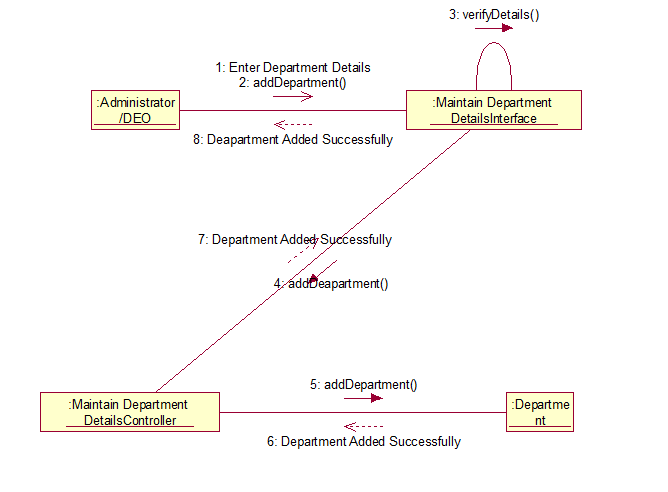 3: verifyDetails()
1: Enter Department Details
2: addDepartment()
:Administrator
/DEO
:Maintain Department
DetailsInterface
8: Deapartment Added Successfully
7: Department Added Successfully
4: addDeapartment()
5: addDepartment()
:Maintain Department
DetailsController
:Departme
nt
6: Department Added Successfully